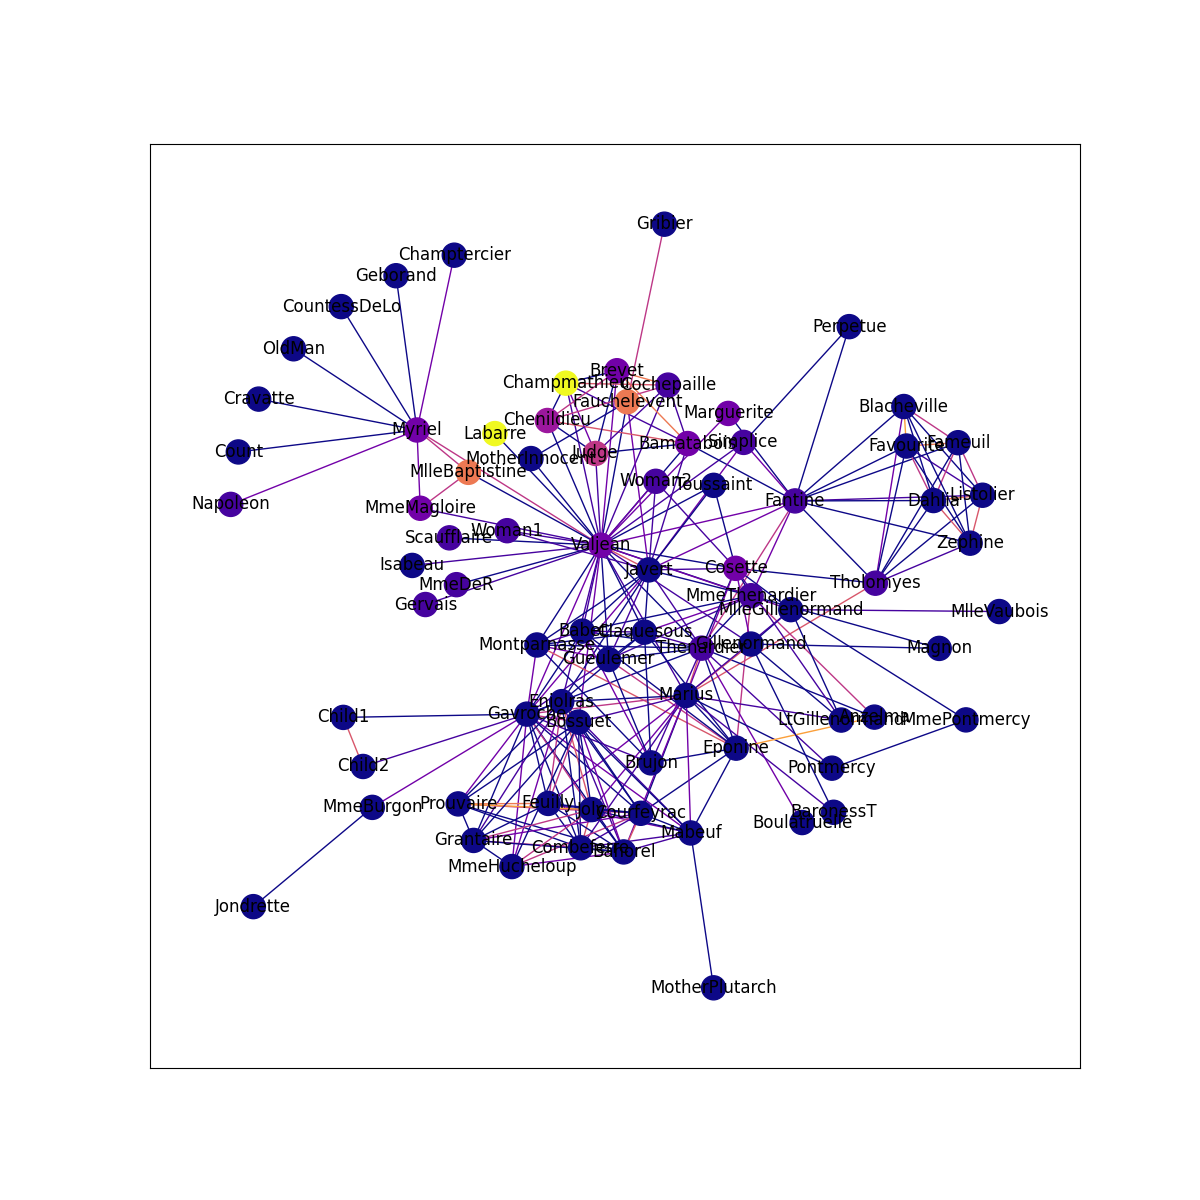 Gribier
Champtercier
Geborand
CountessDeLo
Perpetue
OldMan
Brevet
Champmathieu
Cochepaille
Cravatte
Fauchelevent
Blacheville
Marguerite
Chenildieu
Myriel
Labarre
Bamatabois
Simplice
Favourite
Fameuil
Count
Judge
MotherInnocent
MlleBaptistine
Woman2
Toussaint
Listolier
Napoleon
MmeMagloire
Fantine
Dahlia
Woman1
Scaufflaire
Valjean
Zephine
Isabeau
Javert
Cosette
MmeDeR
Tholomyes
MmeThenardier
Gervais
MlleGillenormand
MlleVaubois
Babet
Claquesous
Montparnasse
Thenardier
Gillenormand
Magnon
Gueulemer
Marius
Enjolras
Gavroche
Child1
Bossuet
LtGillenormand
Anzelma
MmePontmercy
Eponine
Child2
Brujon
Pontmercy
MmeBurgon
Prouvaire
Feuilly
Joly
Courfeyrac
BaronessT
Boulatruelle
Mabeuf
Grantaire
Combeferre
Bahorel
MmeHucheloup
Jondrette
MotherPlutarch